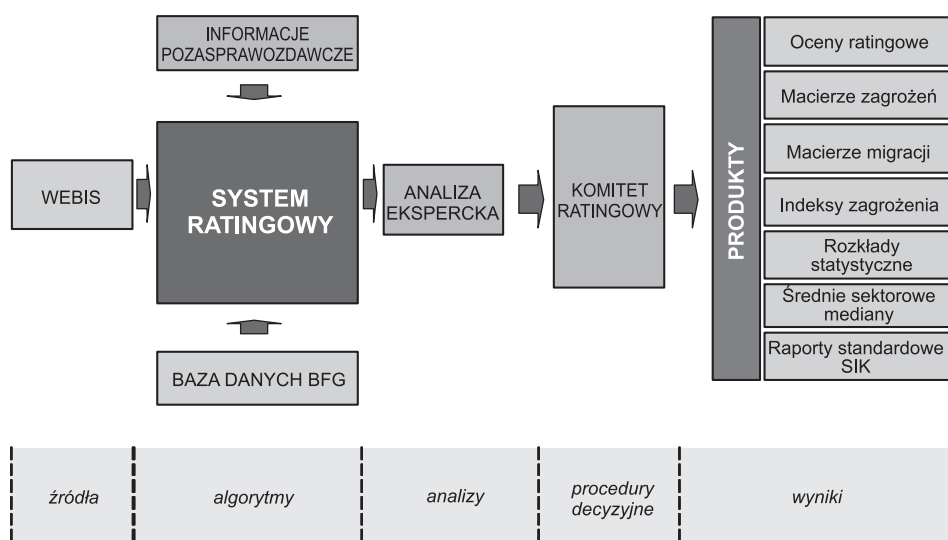 INFORMACJE
POZASPRAWOZDAWCZE
WEBIS
SYSTEM
RATINGOWY
BAZA DANYCH BFG
ANALIZA
EKSPERCKA
KOMITET
RATINGOWY
PRODUKTY
Oceny ratingowe
Macierze zagrożeń
Macierze migracji
Indeksy zagrożenia
Rozkłady
statystyczne
Średnie sektorowe
mediany
Raporty standardowe
SIK
źródła
algorytmy
analizy
procedury
decyzyjne
wyniki